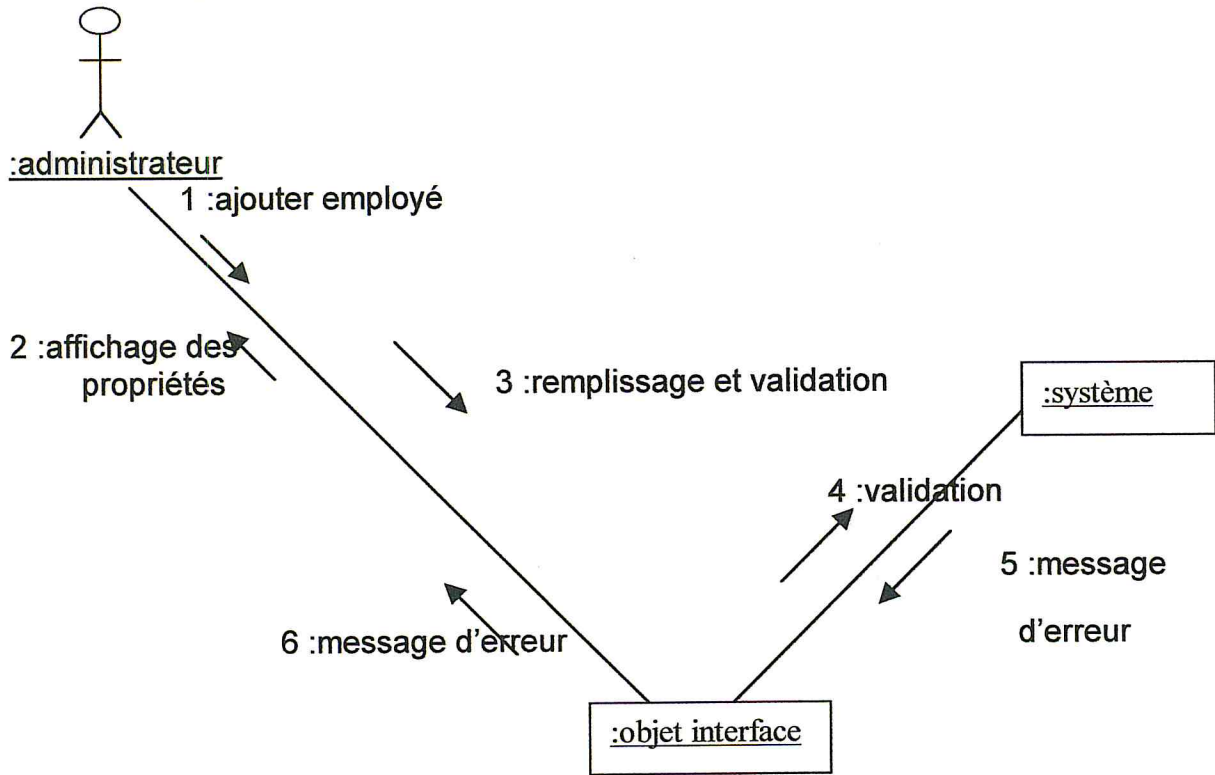 :administrateur
1 :ajouter employé
2 :affichage des
propriétés
3 :remplissage et validation
:système
4 :validation
5 :message
d'erreur
6 :message d'erreur
:objet interface